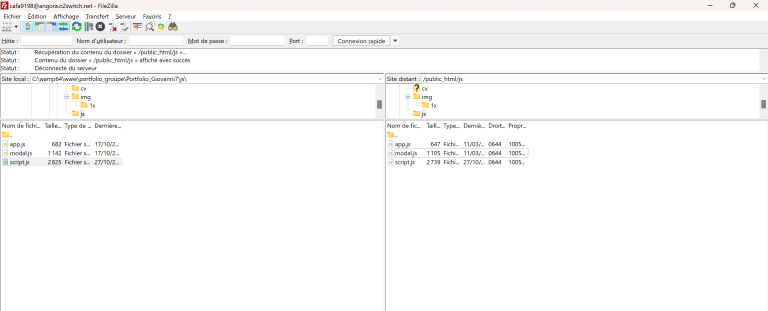 cafa9198@angora.o2switch.net - FileZilla
Fichier Édition Affichage Transfert Serveur Favoris ?
Hôte : Nom d'utilisateur : Mot de passe : Port : Connexion rapide
Statut : Récupération du contenu du dossier « /public_html/js »...
Statut : Contenu du dossier « /public_html/js » affiché avec succès
Statut : Déconnecté du serveur
Site local : C:\wamp64\www\portfolio_groupe\Portfolio_Giovanni7\js\
cv
img
1x
js
Nom de fichi... Taille... Type de ... Dernière...
..
app.js 682 Fichier s... 17/10/2...
modal.js 1 142 Fichier s... 17/10/2...
script.js 2 825 Fichier s... 27/10/2...
Site distant : /public_html/js
cv
img
1x
js
Nom de fic... Taill... Type... Derniè... Droit... Propr...
..
app.js 647 Fichi... 11/03/... 0644 1005...
modal.js 1 105 Fichi... 11/03/... 0644 1005...
script.js 2 739 Fichi... 27/10/... 0644 1005...